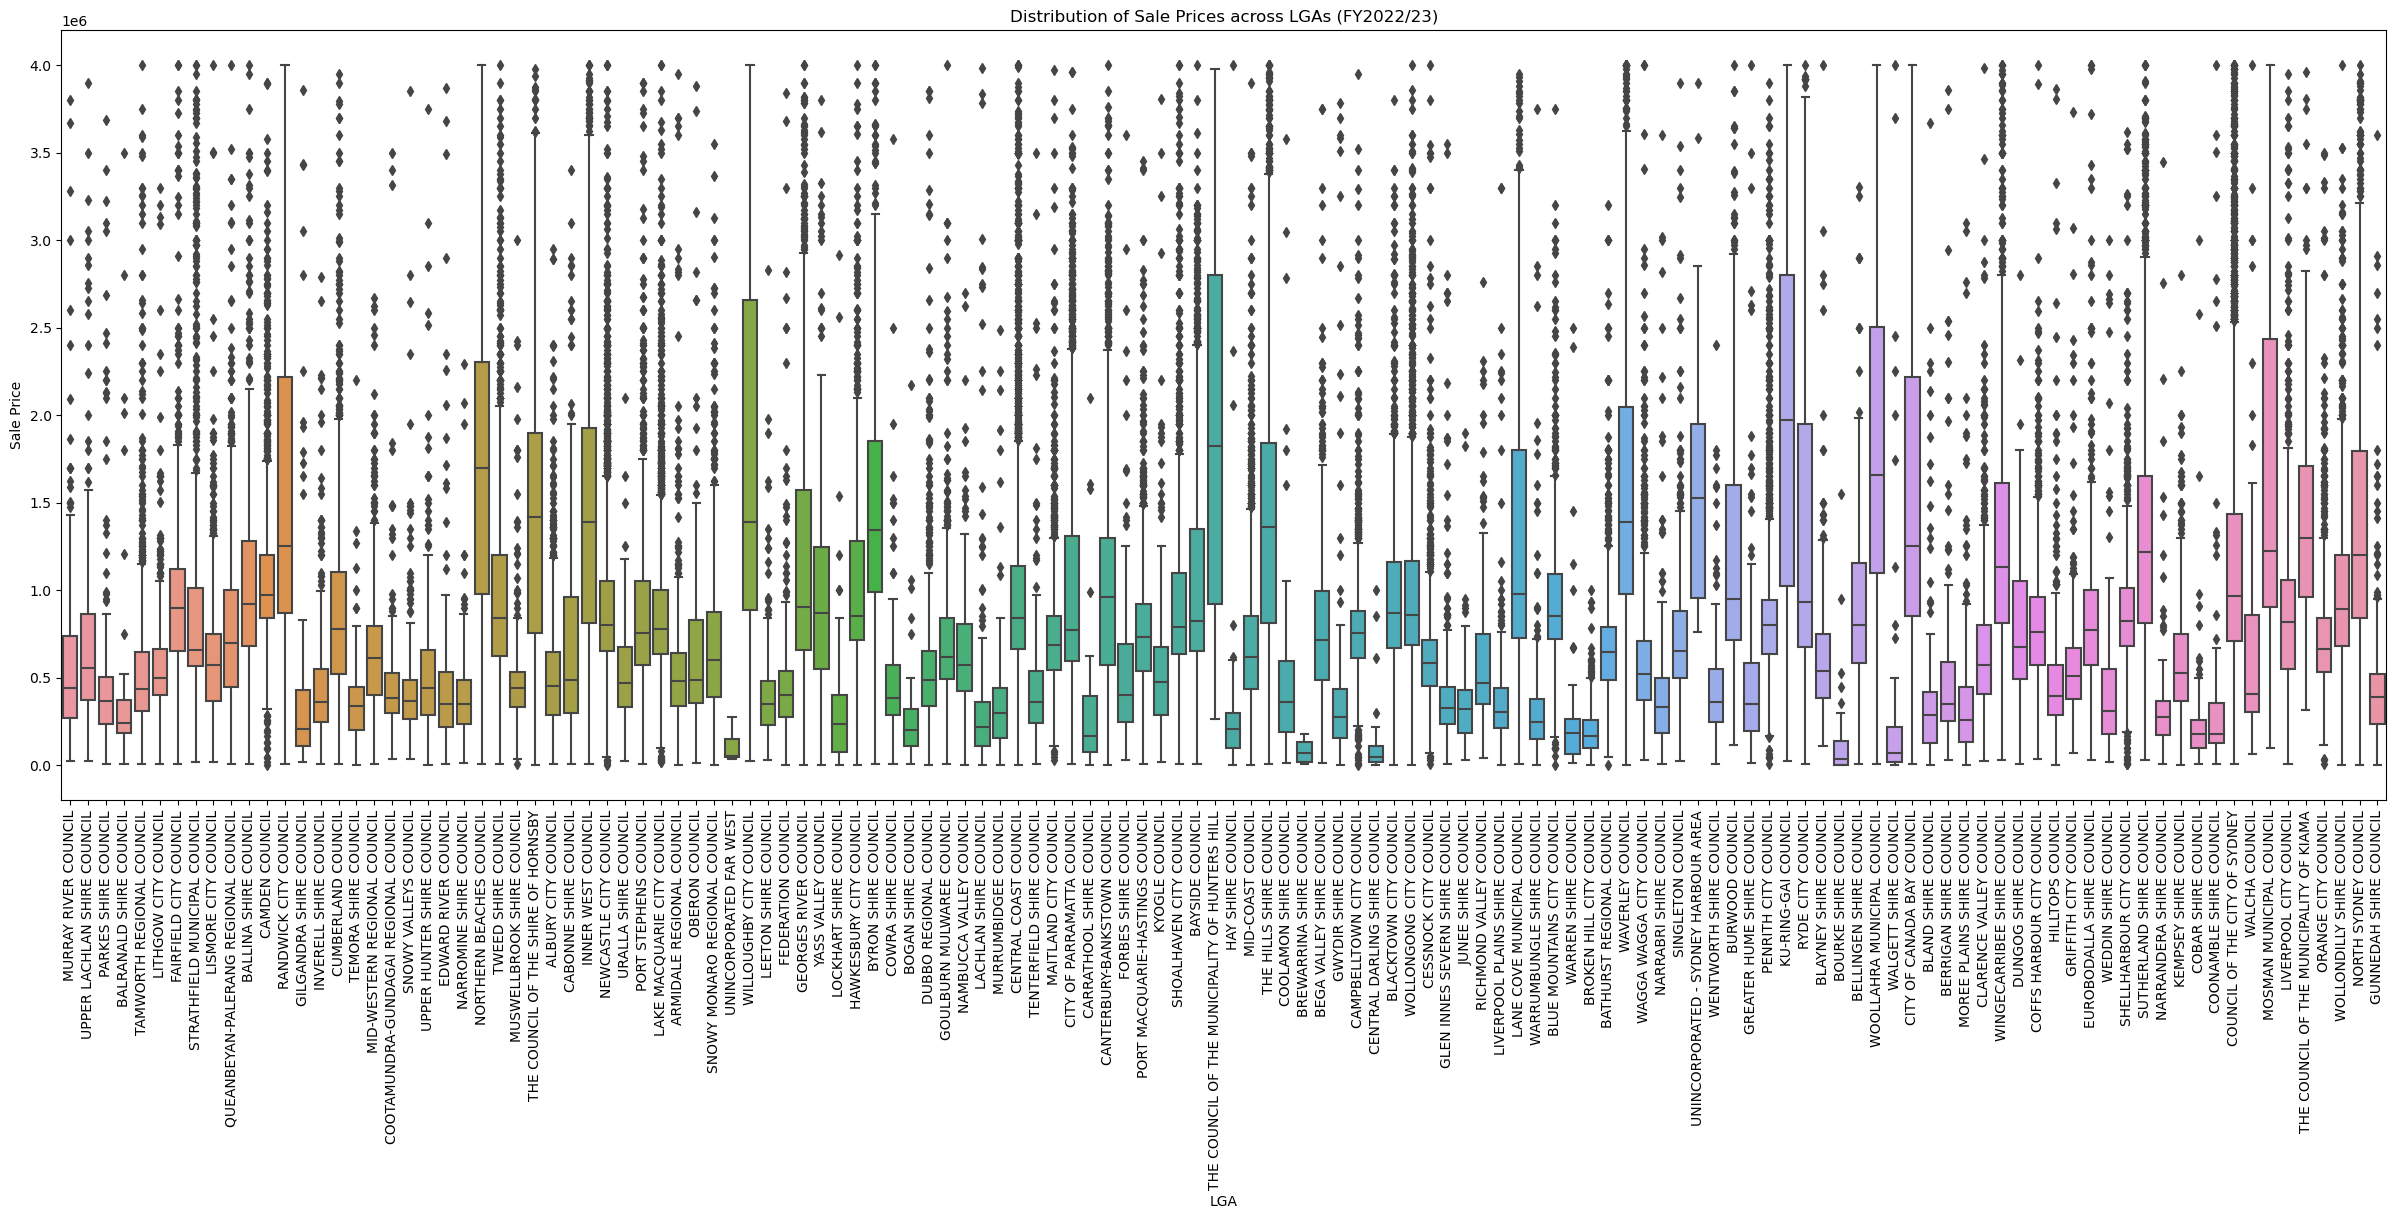 Distribution of Sale Prices across LGAs (FY2022/23)
1e6
4.0
3.5
3.0
2.5
2.0
1.5
1.0
0.5
0.0
Sale Price
MURRAY RIVER COUNCIL
UPPER LACHLAN SHIRE COUNCIL
PARKES SHIRE COUNCIL
BALRANALD SHIRE COUNCIL
TAMWORTH REGIONAL COUNCIL
LITHGOW CITY COUNCIL
FAIRFIELD CITY COUNCIL
STRATHFIELD MUNICIPAL COUNCIL
LISMORE CITY COUNCIL
QUEANBEYAN-PALERANG REGIONAL COUNCIL
BALLINA SHIRE COUNCIL
CAMDEN COUNCIL
RANDWICK CITY COUNCIL
GILGANDRA SHIRE COUNCIL
INVERELL SHIRE COUNCIL
CUMBERLAND COUNCIL
TEMORA SHIRE COUNCIL
MID-WESTERN REGIONAL COUNCIL
COOTAMUNDRA-GUNDAGAI REGIONAL COUNCIL
SNOWY VALLEYS COUNCIL
UPPER HUNTER SHIRE COUNCIL
EDWARD RIVER COUNCIL
NARROMINE SHIRE COUNCIL
NORTHERN BEACHES COUNCIL
TWEED SHIRE COUNCIL
MUSWELLBROOK SHIRE COUNCIL
THE COUNCIL OF THE SHIRE OF HORNSBY
ALBURY CITY COUNCIL
CABONNE SHIRE COUNCIL
INNER WEST COUNCIL
NEWCASTLE CITY COUNCIL
URALLA SHIRE COUNCIL
PORT STEPHENS COUNCIL
LAKE MACQUARIE CITY COUNCIL
ARMIDALE REGIONAL COUNCIL
OBERON COUNCIL
SNOWY MONARO REGIONAL COUNCIL
UNINCORPORATED FAR WEST
WILLOUGHBY CITY COUNCIL
LEETON SHIRE COUNCIL
FEDERATION COUNCIL
GEORGES RIVER COUNCIL
YASS VALLEY COUNCIL
LOCKHART SHIRE COUNCIL
HAWKESBURY CITY COUNCIL
BYRON SHIRE COUNCIL
COWRA SHIRE COUNCIL
BOGAN SHIRE COUNCIL
DUBBO REGIONAL COUNCIL
GOULBURN MULWAREE COUNCIL
NAMBUCCA VALLEY COUNCIL
LACHLAN SHIRE COUNCIL
MURRUMBIDGEE COUNCIL
CENTRAL COAST COUNCIL
TENTERFIELD SHIRE COUNCIL
MAITLAND CITY COUNCIL
CITY OF PARRAMATTA COUNCIL
CARRATHOOL SHIRE COUNCIL
CANTERBURY-BANKSTOWN COUNCIL
FORBES SHIRE COUNCIL
PORT MACQUARIE-HASTINGS COUNCIL
KYOGLE COUNCIL
SHOALHAVEN CITY COUNCIL
BAYSIDE COUNCIL
THE COUNCIL OF THE MUNICIPALITY OF HUNTERS HILL
HAY SHIRE COUNCIL
MID-COAST COUNCIL
THE HILLS SHIRE COUNCIL
COOLAMON SHIRE COUNCIL
BREWARRINA SHIRE COUNCIL
BEGA VALLEY SHIRE COUNCIL
GWYDIR SHIRE COUNCIL
CAMPBELLTOWN CITY COUNCIL
CENTRAL DARLING SHIRE COUNCIL
BLACKTOWN CITY COUNCIL
WOLLONGONG CITY COUNCIL
CESSNOCK CITY COUNCIL
GLEN INNES SEVERN SHIRE COUNCIL
JUNEE SHIRE COUNCIL
RICHMOND VALLEY COUNCIL
LIVERPOOL PLAINS SHIRE COUNCIL
LANE COVE MUNICIPAL COUNCIL
WARRUMBUNGLE SHIRE COUNCIL
BLUE MOUNTAINS CITY COUNCIL
WARREN SHIRE COUNCIL
BROKEN HILL CITY COUNCIL
BATHURST REGIONAL COUNCIL
WAVERLEY COUNCIL
WAGGA WAGGA CITY COUNCIL
NARRABRI SHIRE COUNCIL
SINGLETON COUNCIL
UNINCORPORATED - SYDNEY HARBOUR AREA
WENTWORTH SHIRE COUNCIL
BURWOOD COUNCIL
GREATER HUME SHIRE COUNCIL
PENRITH CITY COUNCIL
KU-RING-GAI COUNCIL
RYDE CITY COUNCIL
BLAYNEY SHIRE COUNCIL
BOURKE SHIRE COUNCIL
BELLINGEN SHIRE COUNCIL
WOOLLAHRA MUNICIPAL COUNCIL
WALGETT SHIRE COUNCIL
CITY OF CANADA BAY COUNCIL
BLAND SHIRE COUNCIL
BERRIGAN SHIRE COUNCIL
MOREE PLAINS SHIRE COUNCIL
CLARENCE VALLEY COUNCIL
WINGECARRIBEE SHIRE COUNCIL
DUNGOG SHIRE COUNCIL
COFFS HARBOUR CITY COUNCIL
HILLTOPS COUNCIL
GRIFFITH CITY COUNCIL
EUROBODALLA SHIRE COUNCIL
WEDDIN SHIRE COUNCIL
SHELLHARBOUR CITY COUNCIL
SUTHERLAND SHIRE COUNCIL
NARRANDERA SHIRE COUNCIL
KEMPSEY SHIRE COUNCIL
COBAR SHIRE COUNCIL
COONAMBLE SHIRE COUNCIL
COUNCIL OF THE CITY OF SYDNEY
WALCHA COUNCIL
MOSMAN MUNICIPAL COUNCIL
LIVERPOOL CITY COUNCIL
THE COUNCIL OF THE MUNICIPALITY OF KIAMA
ORANGE CITY COUNCIL
WOLLONDILLY SHIRE COUNCIL
NORTH SYDNEY COUNCIL
GUNNEDAH SHIRE COUNCIL
LGA